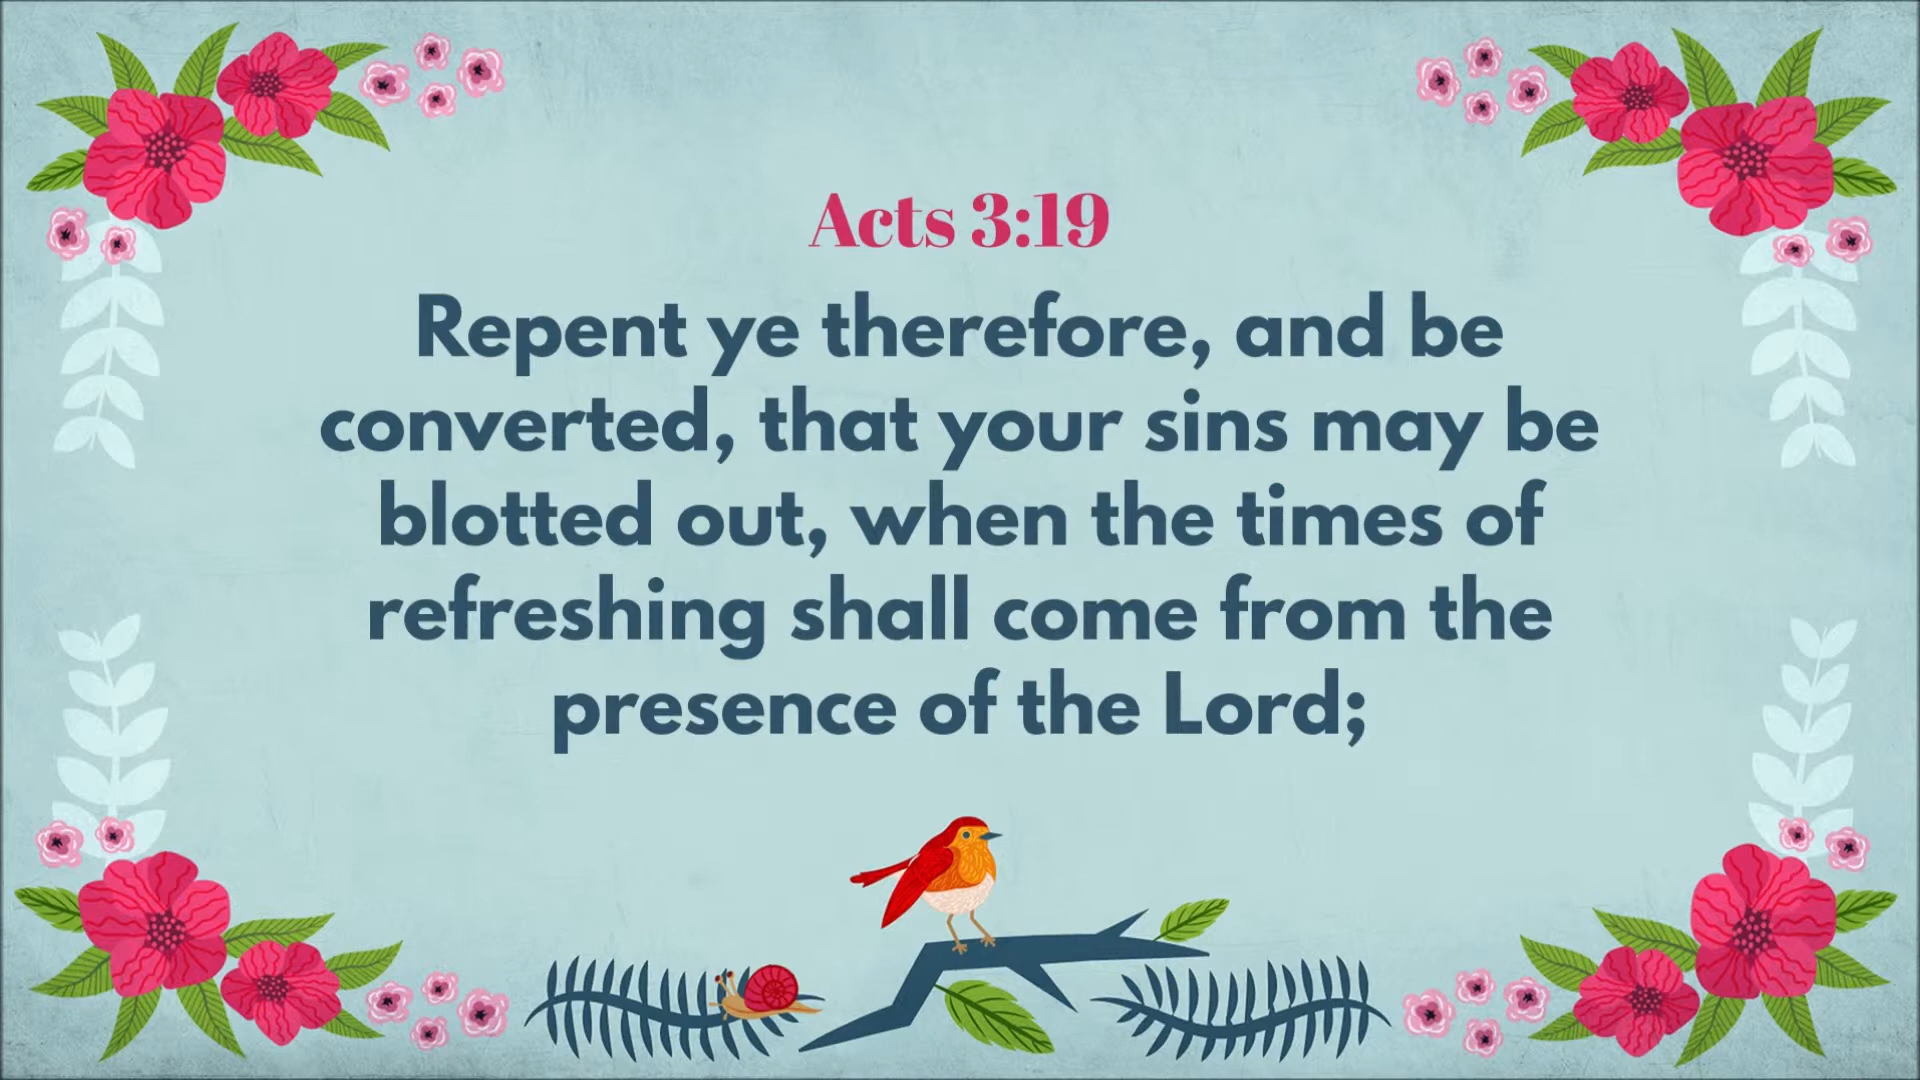 Acts 3:19
Repent ye therefore, and be
converted, that your sins may be
blotted out, when the times of
refreshing shall come from the
presence of the Lord;